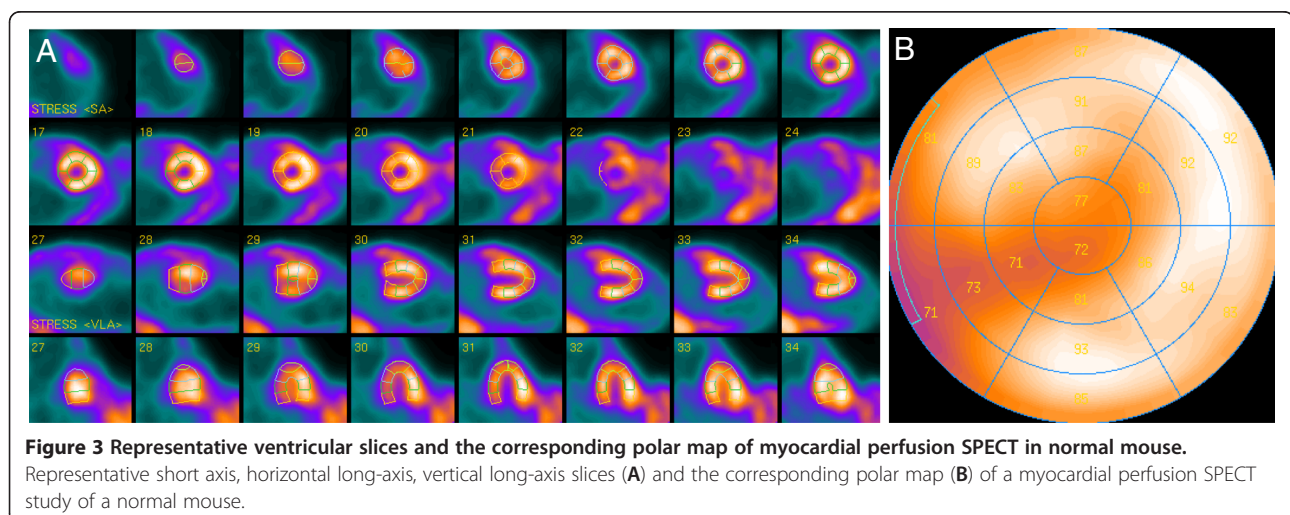 A
B
STRESS <SA>
17 18 19 20 21 22 23 24
27 28 29 30 31 32 33 34
STRESS <VLA>
27 28 29 30 31 32 33 34
97
81 91 92
89 87 92
83 81
77
72
71
73 81 94
71
93
Figure 3 Representative ventricular slices and the corresponding polar map of myocardial perfusion SPECT in normal mouse.
Representative short axis, horizontal long-axis, vertical long-axis slices (A) and the corresponding polar map (B) of a myocardial perfusion SPECT
study of a normal mouse.